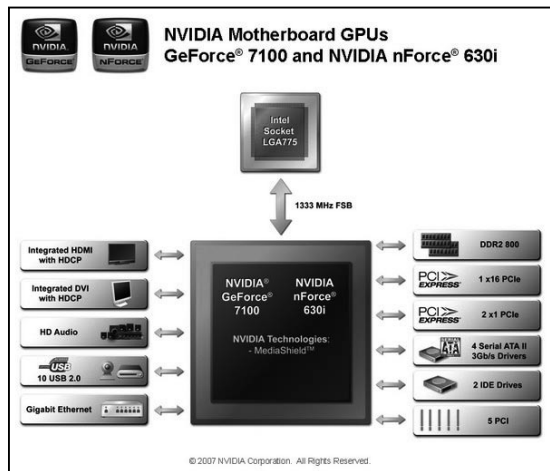 NVIDIA Motherboard GPUs
GeForce® 7100 and NVIDIA nForce® 630i
NVIDIA.
GEFORCE
NVIDIA.
NFORCE
Intel
Socket
LGA775
1333 MHz FSB
Integrated HDMI
with HDCP
Integrated DVI
with HDCP
HD Audio
USB
10 USB 2.0
Gigabit Ethernet
NVIDIA®
GeForce®
7100
NVIDIA
nForce®
630i
NVIDIA Technologies:
- MediaShield™
DDR2 800
PCI
EXPRESS
1 x16 PCIe
PCI
EXPRESS
2 x1 PCIe
SERIAL
ATA
4 Serial ATA II
3Gb/s Drivers
2 IDE Drives
5 PCI
© 2007 NVIDIA Corporation. All Rights Reserved.